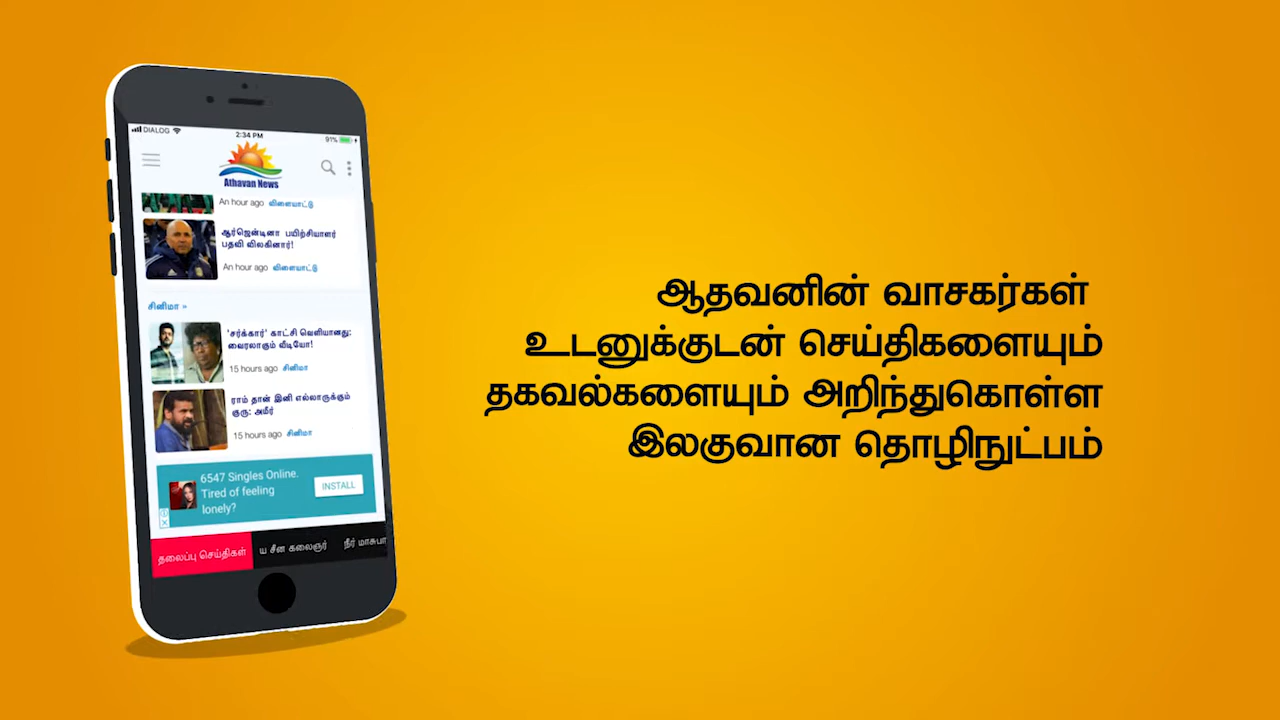 DIALOG
2:34 PM
91%
Athavan News
An hour ago விளையாட்டு
ஆர்ஜென்டினா பயிற்சியாளர்
பதவி விலகினார்!
An hour ago விளையாட்டு
சினிமா »
'சர்க்கார்' காட்சி வெளியானது:
வைரலாகும் வீடியோ!
15 hours ago சினிமா
ராம் தான் இனி எல்லாருக்கும்
குரு: அமீர்
15 hours ago சினிமா
6547 Singles Online.
Tired of feeling
lonely?
INSTALL
தலைப்பு செய்திகள்
ய சீன கலைஞர்
நீர் மாசுபா
ஆதவனின் வாசகர்கள்
உடனுக்குடன் செய்திகளையும்
தகவல்களையும் அறிந்துகொள்ள
இலகுவான தொழிநுட்பம்